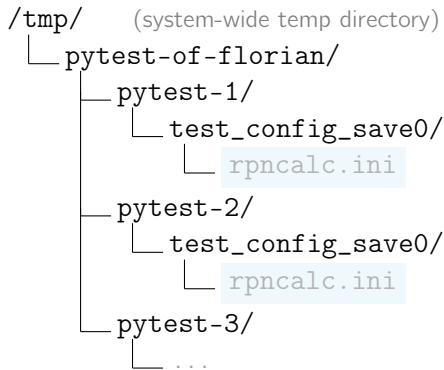 /tmp/ (system-wide temp directory)
pytest-of-florian/
pytest-1/
test_config_save0/
rpncalc.ini
pytest-2/
test_config_save0/
rpncalc.ini
pytest-3/
...